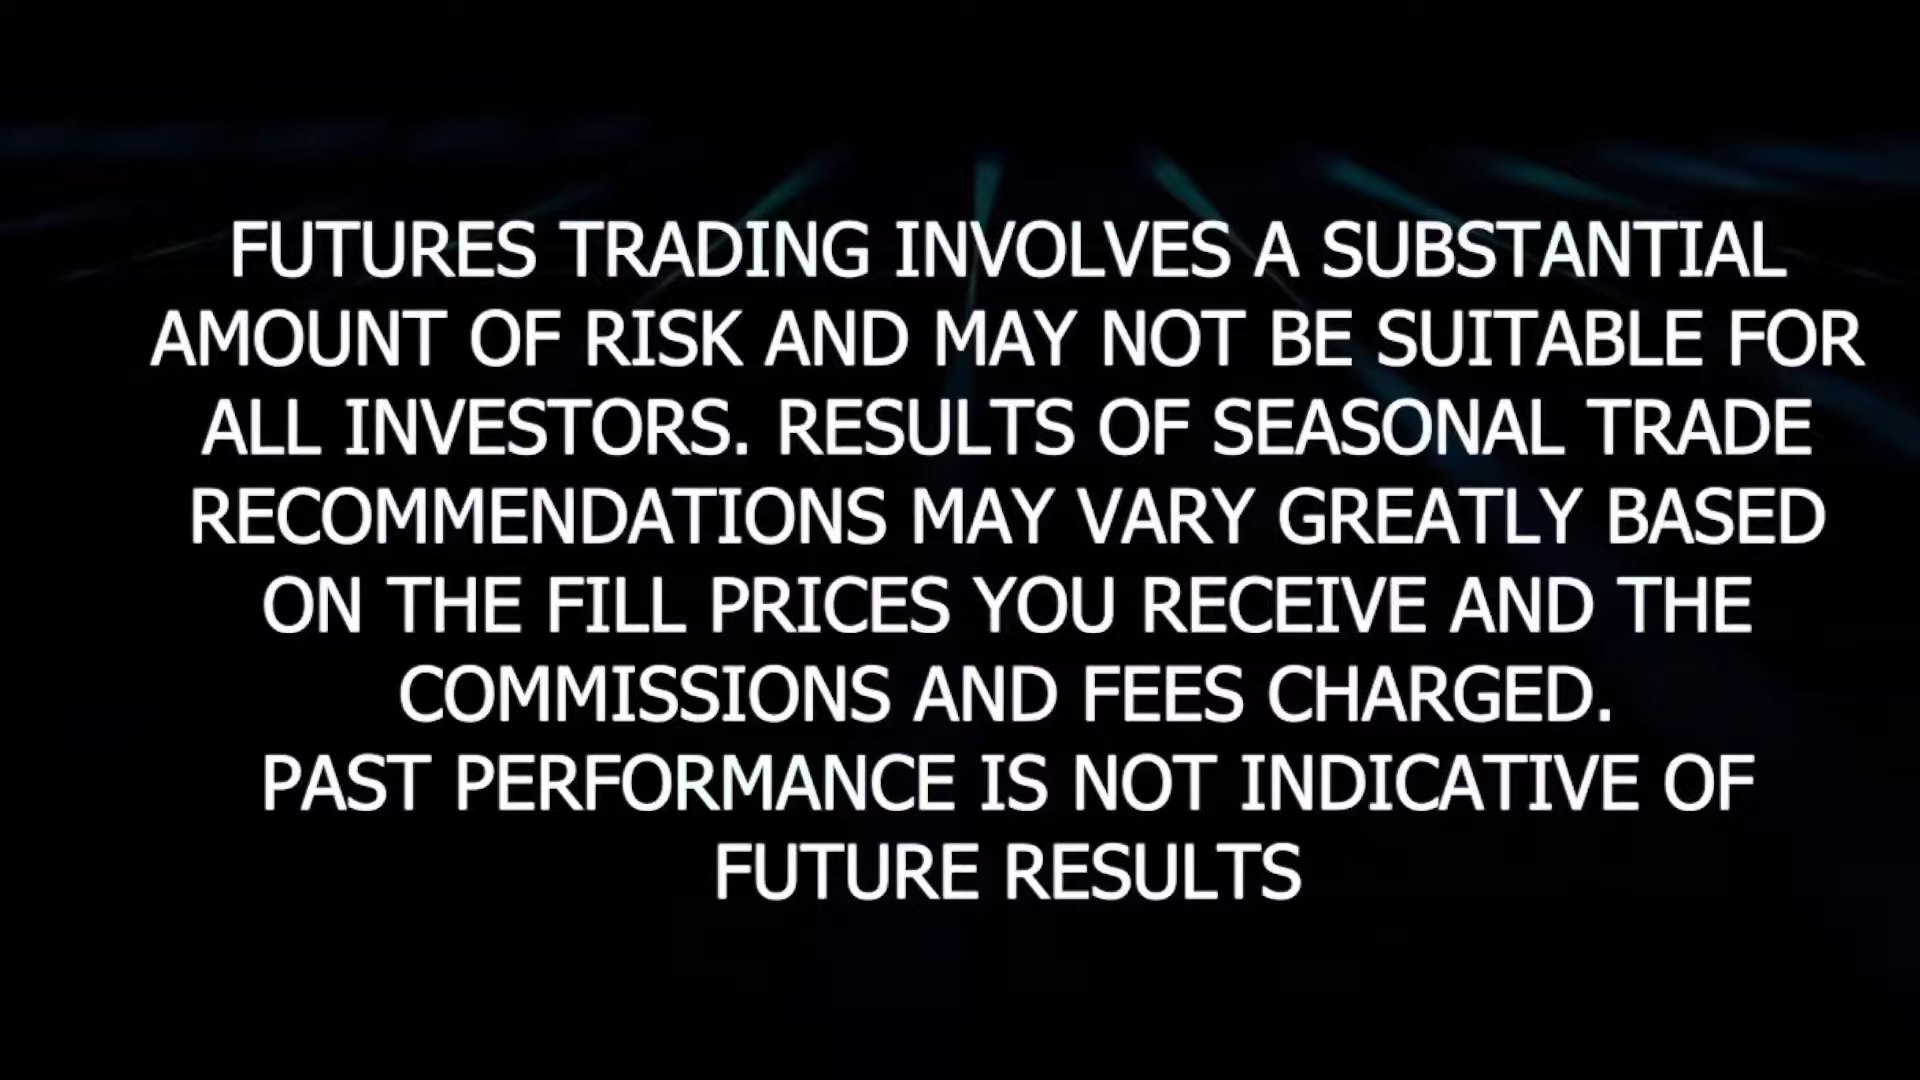 FUTURES TRADING INVOLVES A SUBSTANTIAL
AMOUNT OF RISK AND MAY NOT BE SUITABLE FOR
ALL INVESTORS. RESULTS OF SEASONAL TRADE
RECOMMENDATIONS MAY VARY GREATLY BASED
ON THE FILL PRICES YOU RECEIVE AND THE
COMMISSIONS AND FEES CHARGED.
PAST PERFORMANCE IS NOT INDICATIVE OF
FUTURE RESULTS